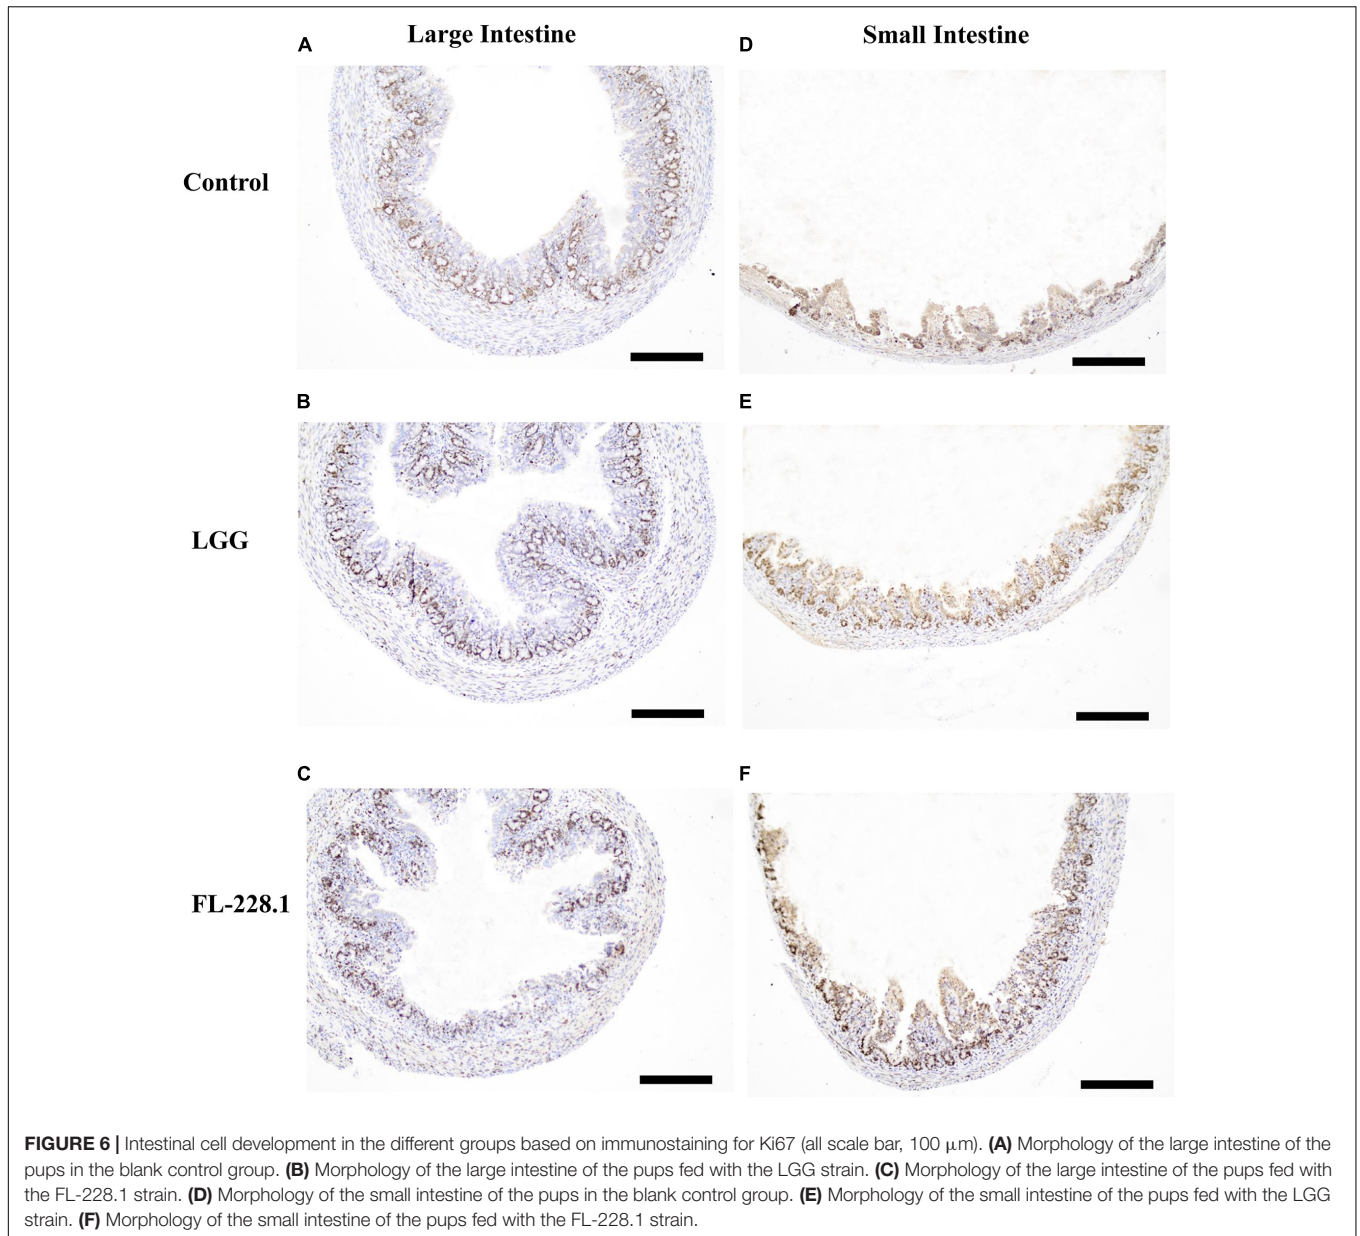 Large Intestine
Small Intestine
A
D
Control
B
E
LGG
C
F
FL-228.1
FIGURE 6 | Intestinal cell development in the different groups based on immunostaining for Ki67 (all scale bar, 100 μm). (A) Morphology of the large intestine of the
pups in the blank control group. (B) Morphology of the large intestine of the pups fed with the LGG strain. (C) Morphology of the large intestine of the pups fed with
the FL-228.1 strain. (D) Morphology of the small intestine of the pups in the blank control group. (E) Morphology of the small intestine of the pups fed with the LGG
strain. (F) Morphology of the small intestine of the pups fed with the FL-228.1 strain.